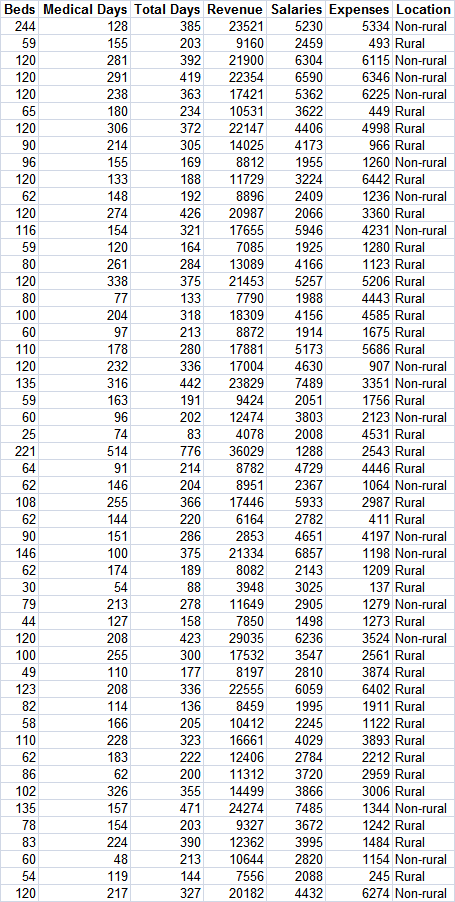 Beds Medical Days Total Days Revenue Salaries Expenses Location
244 128 385 23521 5230 5334 Non-rural
59 155 203 9160 2459 493 Rural
120 281 392 21900 6304 6115 Non-rural
120 291 419 22354 6590 6346 Non-rural
120 238 363 17421 5362 6225 Non-rural
65 180 234 10531 3622 449 Rural
120 306 372 22147 4406 4998 Rural
90 214 305 14025 4173 966 Rural
96 155 169 8812 1955 1260 Non-rural
120 133 188 11729 3224 6442 Rural
62 148 192 8896 2409 1236 Non-rural
120 274 426 20987 2066 3360 Rural
116 154 321 17655 5946 4231 Non-rural
59 120 164 7085 1925 1280 Rural
80 261 284 13089 4166 1123 Rural
120 338 375 21453 5257 5206 Rural
80 77 133 7790 1988 4443 Rural
100 204 318 18309 4156 4585 Rural
60 97 213 8872 1914 1675 Rural
110 178 280 17881 5173 5686 Rural
120 232 336 17004 4630 907 Non-rural
135 316 442 23829 7489 3351 Non-rural
59 163 191 9424 2051 1756 Rural
60 96 202 12474 3803 2123 Non-rural
25 74 83 4078 2008 4531 Rural
221 514 776 36029 1288 2543 Rural
64 91 214 8782 4729 4446 Rural
62 146 204 8951 2367 1064 Non-rural
108 255 366 17446 5933 2987 Rural
62 144 220 6164 2782 411 Rural
90 151 286 2853 4651 4197 Non-rural
146 100 375 21334 6857 1198 Non-rural
62 174 189 8082 2143 1209 Rural
30 54 88 3948 3025 137 Rural
79 213 278 11649 2905 1279 Non-rural
44 127 158 7850 1498 1273 Rural
120 208 423 29035 6236 3524 Non-rural
100 255 300 17532 3547 2561 Rural
49 110 177 8197 2810 3874 Rural
123 208 336 22555 6059 6402 Rural
82 114 136 8459 1995 1911 Rural
58 166 205 10412 2245 1122 Rural
110 228 323 16661 4029 3893 Rural
62 183 222 12406 2784 2212 Rural
86 62 200 11312 3720 2959 Rural
102 326 355 14499 3866 3006 Rural
135 157 471 24274 7485 1344 Non-rural
78 154 203 9327 3672 1242 Rural
83 224 390 12362 3995 1484 Rural
60 48 213 10644 2820 1154 Non-rural
54 119 144 7556 2088 245 Rural
120 217 327 20182 4432 6274 Non-rural